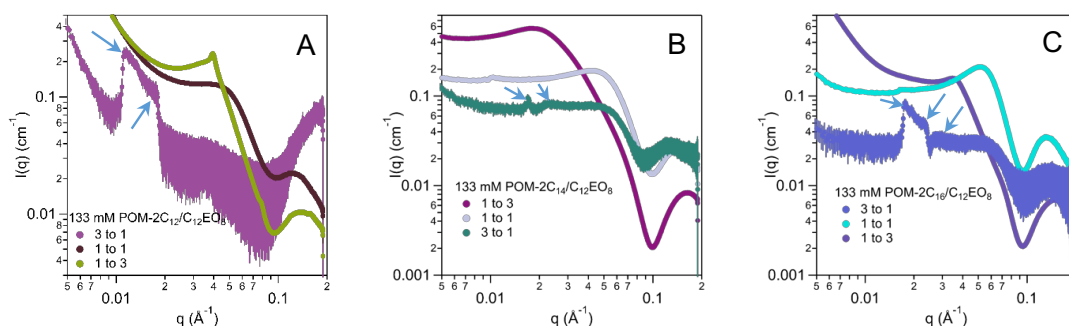 A
I(q) (cm⁻¹)
4
2
0.1
8
6
4
2
0.01
8
6
4
133 mM POM-2C₁₂/C₁₂EO₈
3 to 1
1 to 1
1 to 3
5 6 7 0.01 2 3 4 5 6 7 0.1 2
q (Å⁻¹)
B
I(q) (cm⁻¹)
6
4
2
0.1
6
4
2
0.01
6
4
2
0.001
133 mM POM-2C₁₄/C₁₂EO₈
1 to 3
1 to 1
3 to 1
5 6 7 0.01 2 3 4 5 6 7 0.1 2
q (Å⁻¹)
C
I(q) (cm⁻¹)
6
4
2
0.1
6
4
2
0.01
6
4
2
0.001
133 mM POM-2C₁₆/C₁₂EO₈
3 to 1
1 to 1
1 to 3
5 6 7 0.01 2 3 4 5 6 7 0.1 2
q (Å⁻¹)